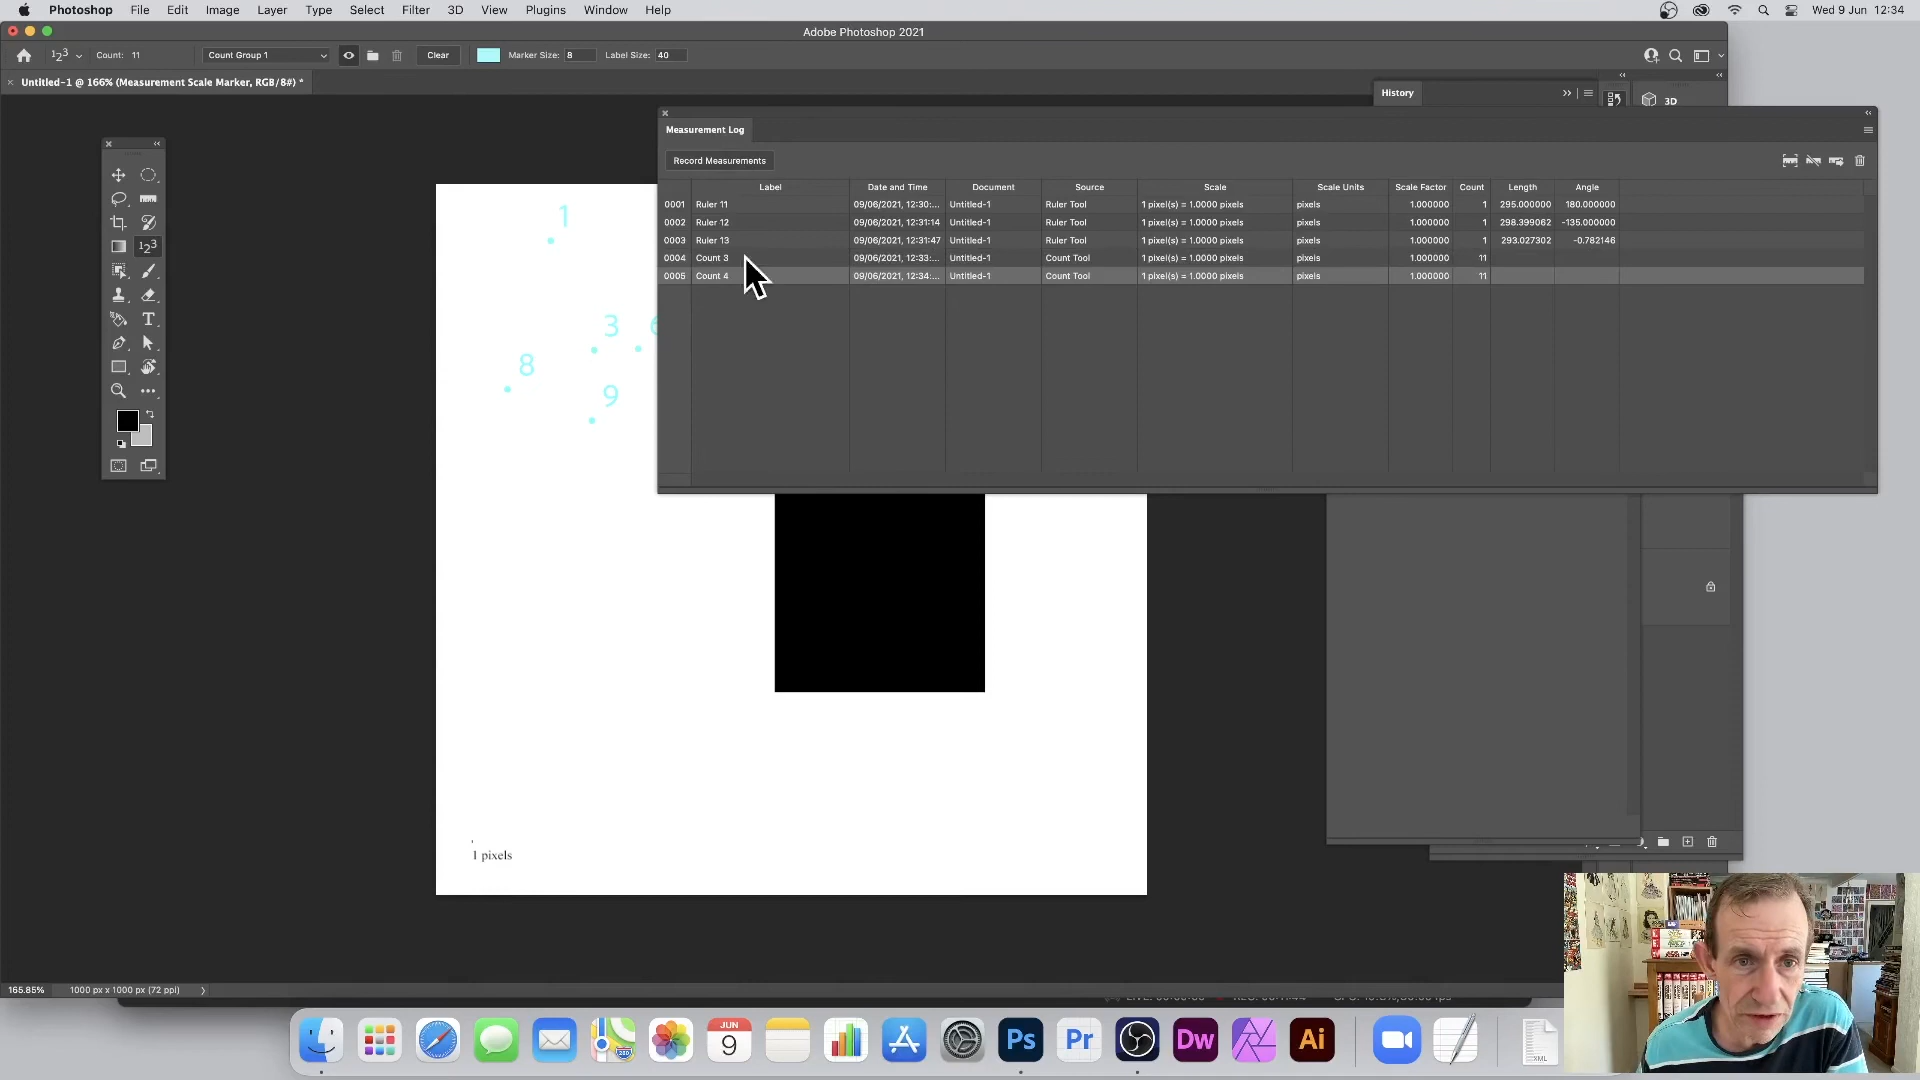 Photoshop File Edit Image Layer Type Select Filter 3D View Plugins Window Help
Wed 9 Jun 12:34
Adobe Photoshop 2021
Count: 11 Count Group 1 Clear Marker Size: 8 Label Size: 40
Untitled-1 @ 166% (Measurement Scale Marker, RGB/8#) *
History
3D
Measurement Log
Record Measurements
Label Date and Time Document Source Scale Scale Units Scale Factor Count Length Angle
0001 Ruler 11 09/06/2021, 12:30:... Untitled-1 Ruler Tool 1 pixel(s) = 1.0000 pixels pixels 1.000000 1 295.000000 180.000000
0002 Ruler 12 09/06/2021, 12:31:14 Untitled-1 Ruler Tool 1 pixel(s) = 1.0000 pixels pixels 1.000000 1 298.399062 -135.000000
0003 Ruler 13 09/06/2021, 12:31:47 Untitled-1 Ruler Tool 1 pixel(s) = 1.0000 pixels pixels 1.000000 1 293.027302 -0.782146
0004 Count 3 09/06/2021, 12:33:... Untitled-1 Count Tool 1 pixel(s) = 1.0000 pixels pixels 1.000000 11
0005 Count 4 09/06/2021, 12:34:... Untitled-1 Count Tool 1 pixel(s) = 1.0000 pixels pixels 1.000000 11
1
3 6
8
9
1 pixels
165.85% 1000 px x 1000 px (72 ppi)
JUN
9
280
Ps
Pr
Dw
Ai
XML